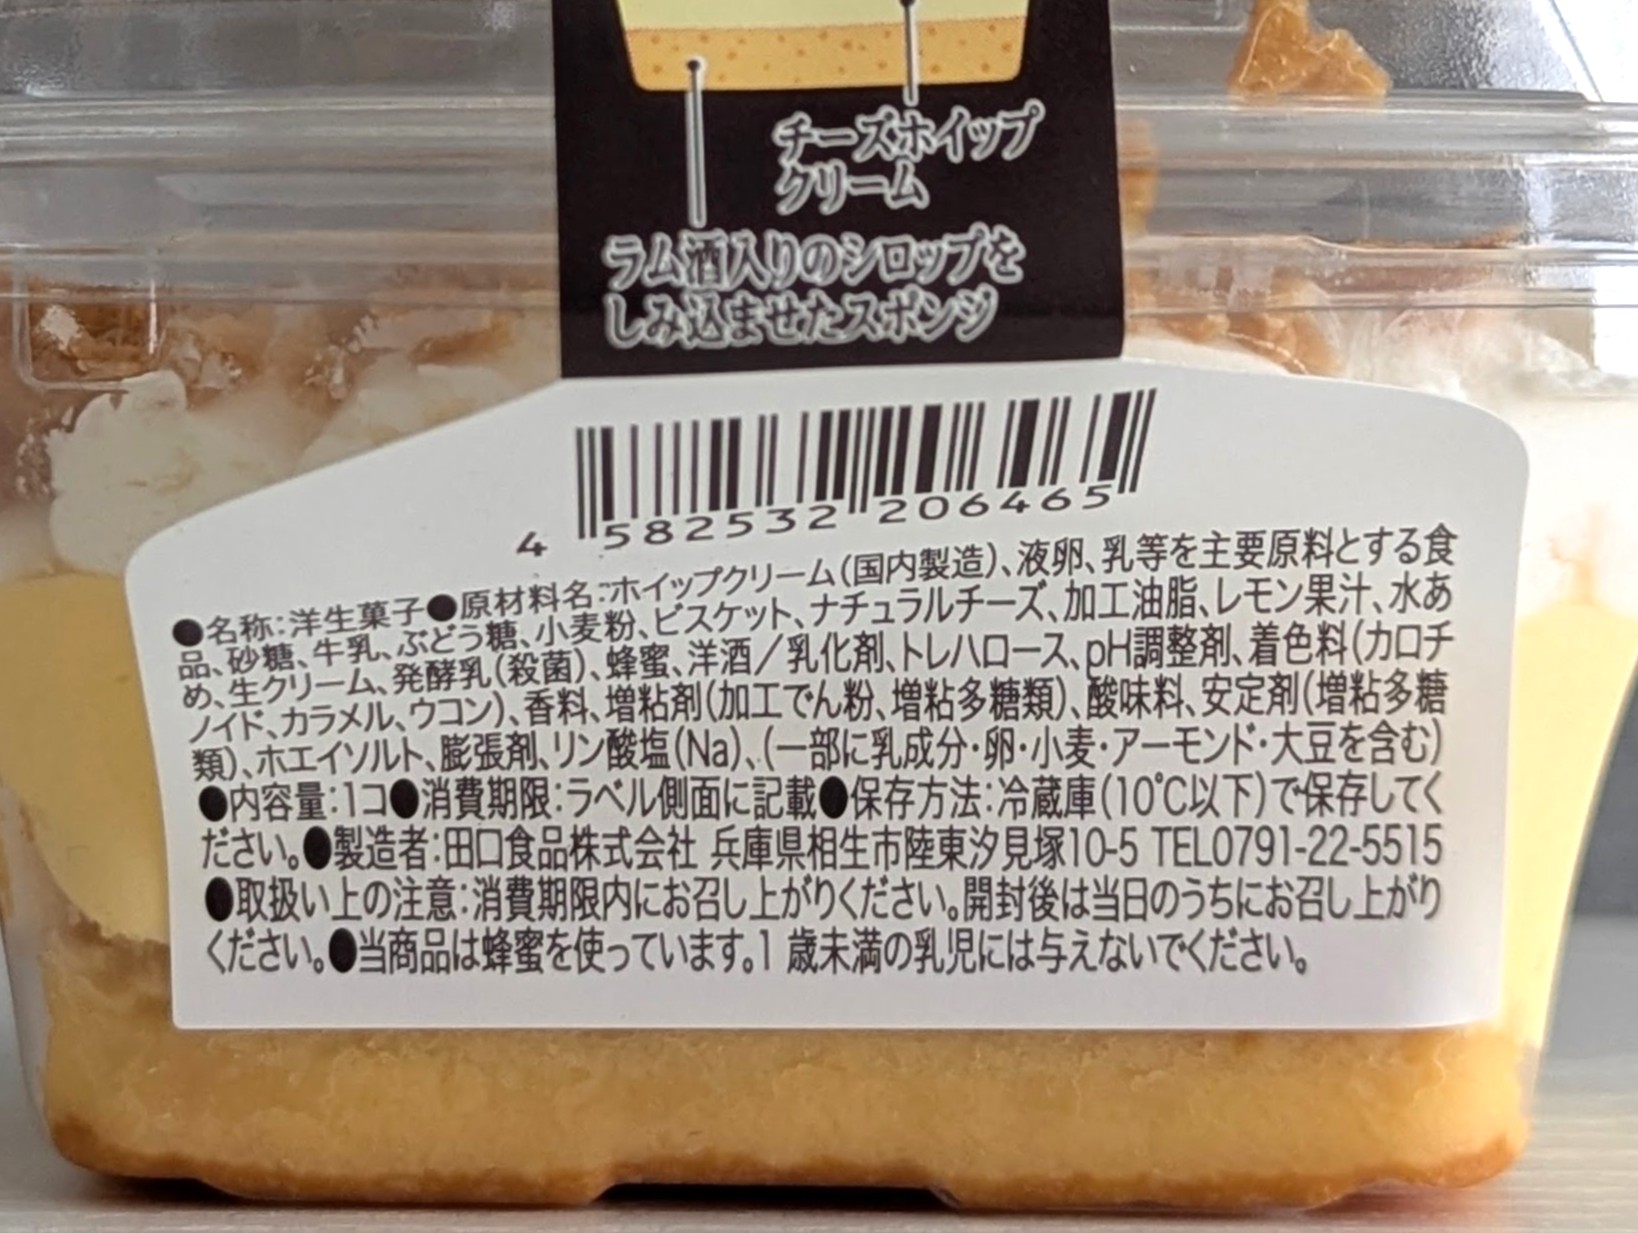 チーズホイップ
クリーム
ラム酒入りのシロップを
しみ込ませたスポンジ
4 582532 206465
●名称:洋生菓子●原材料名:ホイップクリーム(国内製造)、液卵、乳等を主要原料とする食
品、砂糖、牛乳、ぶどう糖、小麦粉、ビスケット、ナチュラルチーズ、加工油脂、レモン果汁、水あ
め、生クリーム、発酵乳(殺菌)、蜂蜜、洋酒/乳化剤、トレハロース、pH調整剤、着色料(カロチ
ノイド、カラメル、ウコン)、香料、増粘剤(加工でん粉、増粘多糖類)、酸味料、安定剤(増粘多糖
類)、ホエイソルト、膨張剤、リン酸塩(Na)、(一部に乳成分・卵・小麦・アーモンド・大豆を含む)
●内容量:1コ●消費期限:ラベル側面に記載●保存方法:冷蔵庫(10℃以下)で保存してく
ださい。●製造者:田口食品株式会社 兵庫県相生市陸東汐見塚10-5 TEL0791-22-5515
●取扱い上の注意:消費期限内にお召し上がりください。開封後は当日のうちにお召し上がり
ください。●当商品は蜂蜜を使っています。1 歳未満の乳児には与えないでください。